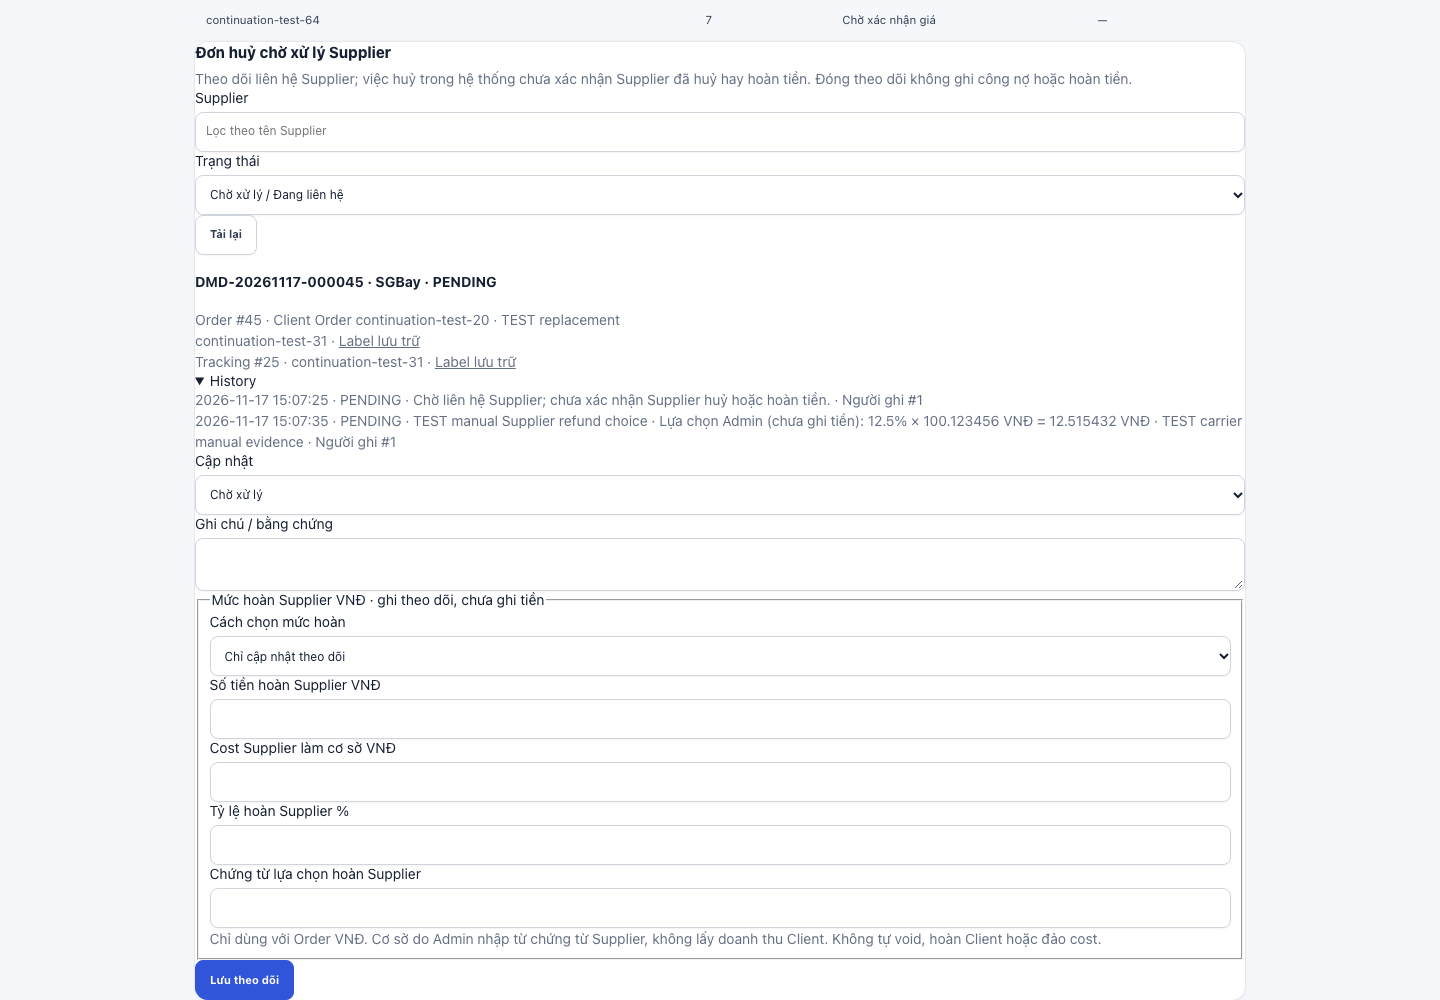 continuation-test-64 7 Chờ xác nhận giá —
Đơn huỷ chờ xử lý Supplier
Theo dõi liên hệ Supplier; việc huỷ trong hệ thống chưa xác nhận Supplier đã huỷ hay hoàn tiền. Đóng theo dõi không ghi công nợ hoặc hoàn tiền.
Supplier
Lọc theo tên Supplier
Trạng thái
Chờ xử lý / Đang liên hệ
Tải lại
DMD-20261117-000045 · SGBay · PENDING
Order #45 · Client Order continuation-test-20 · TEST replacement
continuation-test-31 · Label lưu trữ
Tracking #25 · continuation-test-31 · Label lưu trữ
▼ History
2026-11-17 15:07:25 · PENDING · Chờ liên hệ Supplier; chưa xác nhận Supplier huỷ hoặc hoàn tiền. · Người ghi #1
2026-11-17 15:07:35 · PENDING · TEST manual Supplier refund choice · Lựa chọn Admin (chưa ghi tiền): 12.5% × 100.123456 VNĐ = 12.515432 VNĐ · TEST carrier
manual evidence · Người ghi #1
Cập nhật
Chờ xử lý
Ghi chú / bằng chứng
Mức hoàn Supplier VNĐ · ghi theo dõi, chưa ghi tiền
Cách chọn mức hoàn
Chỉ cập nhật theo dõi
Số tiền hoàn Supplier VNĐ
Cost Supplier làm cơ sở VNĐ
Tỷ lệ hoàn Supplier %
Chứng từ lựa chọn hoàn Supplier
Chỉ dùng với Order VNĐ. Cơ sở do Admin nhập từ chứng từ Supplier, không lấy doanh thu Client. Không tự void, hoàn Client hoặc đảo cost.
Lưu theo dõi